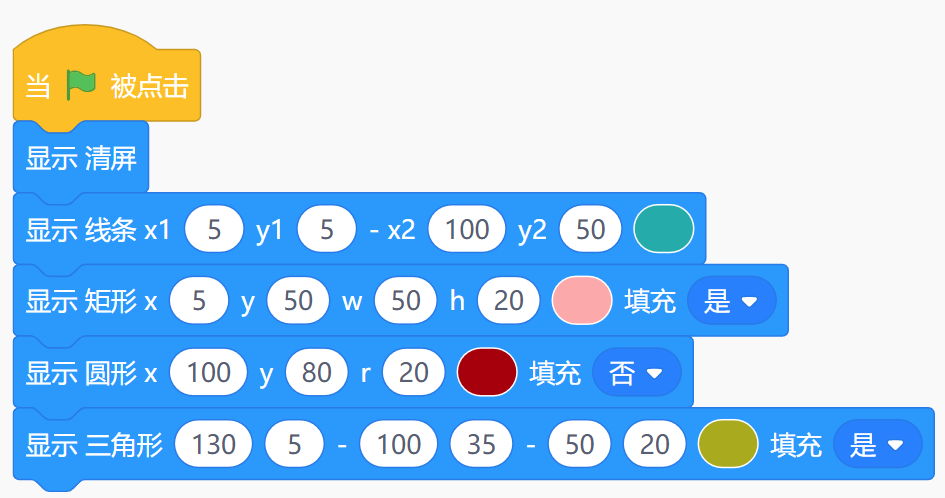 当 被点击
显示 清屏
显示 线条 x1 5 y1 5 - x2 100 y2 50
显示 矩形 x 5 y 50 w 50 h 20 填充 是
显示 圆形 x 100 y 80 r 20 填充 否
显示 三角形 130 5 - 100 35 - 50 20 填充 是